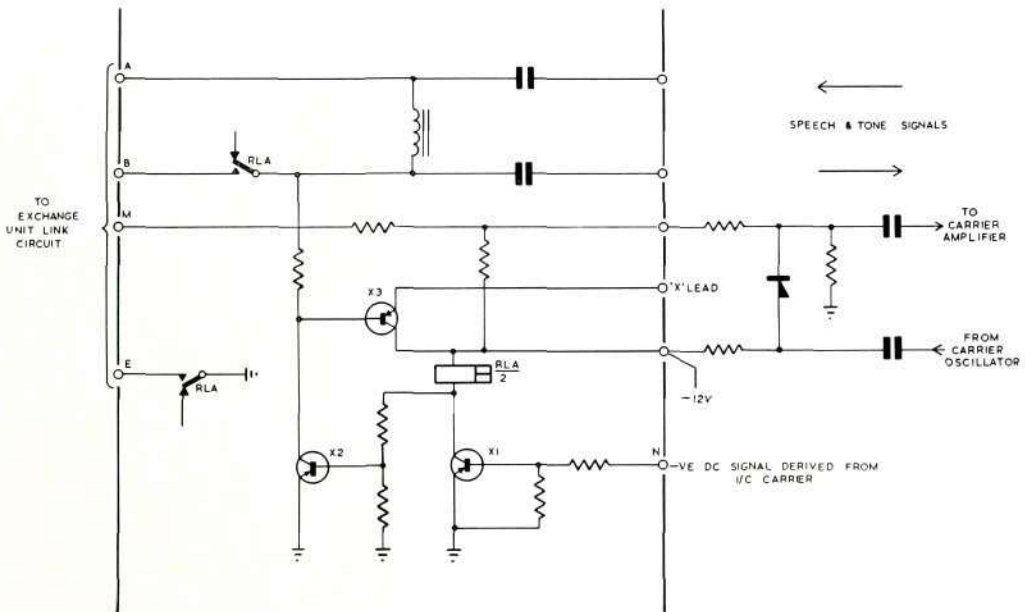 A
B
M
E
TO
EXCHANGE
UNIT LINK
CIRCUIT
RLA
SPEECH & TONE SIGNALS
TO
CARRIER
AMPLIFIER
X3
'X' LEAD
FROM
CARRIER
OSCILLATOR
RLA
2
-12V
RLA
X2
X1
N
-VE DC SIGNAL DERIVED FROM
I/C CARRIER